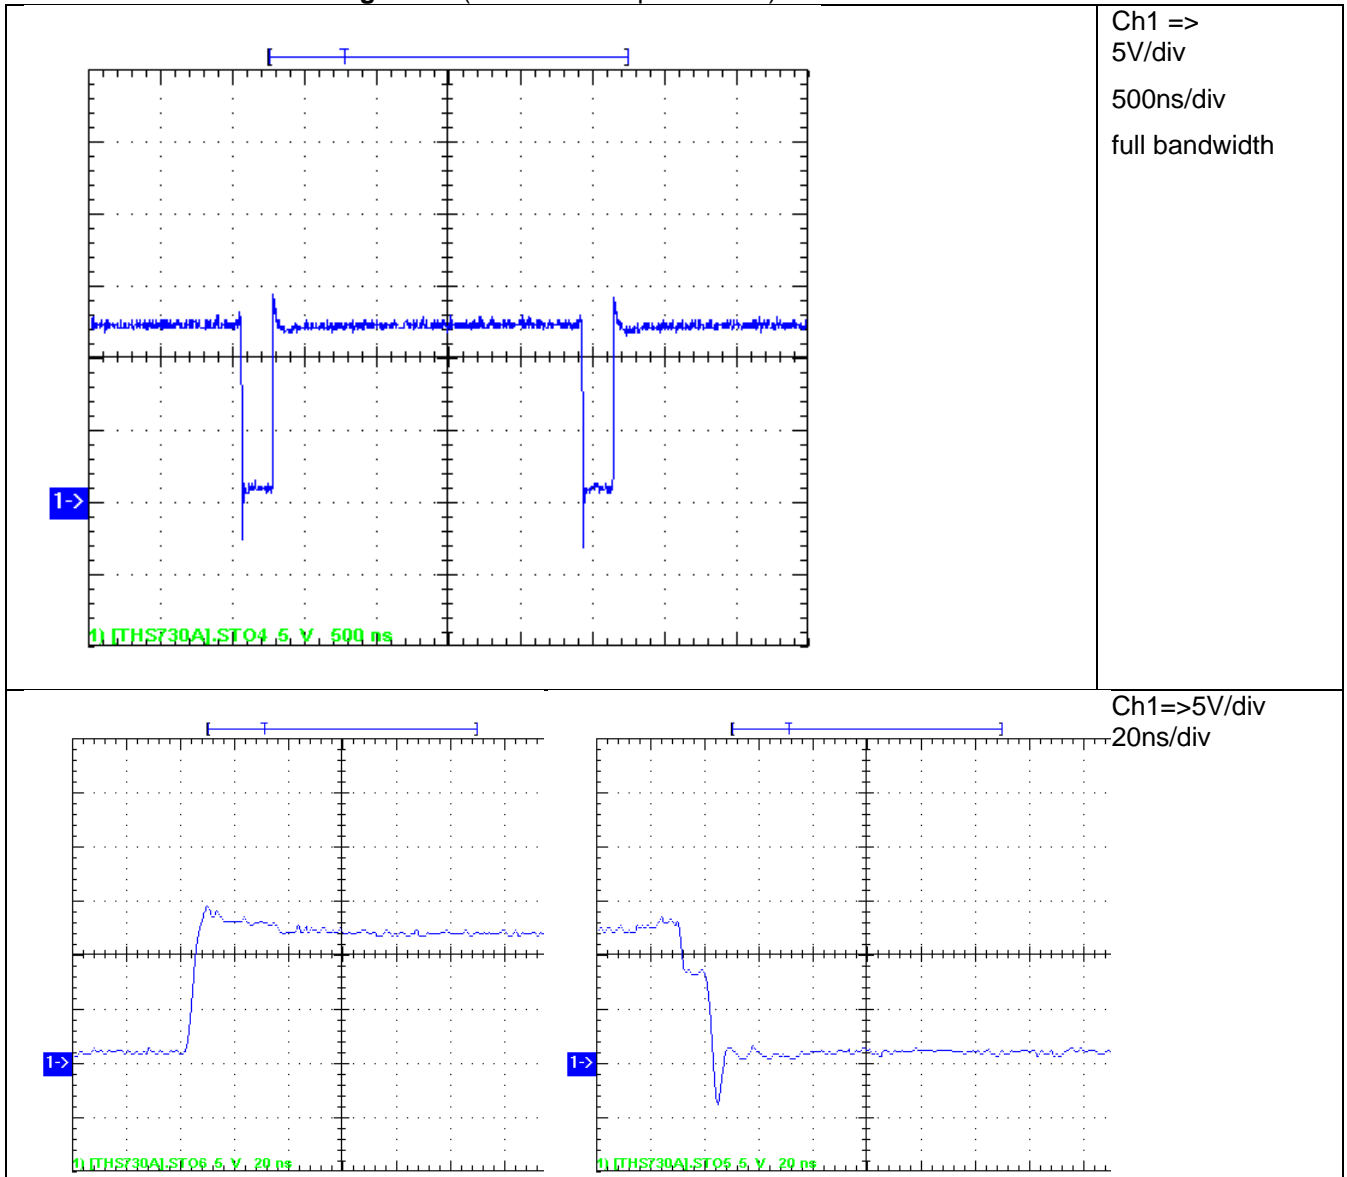 Ch1 =>
5V/div
500ns/div
full bandwidth
1->
1) [THS730A].STO4 5 V 500 ns
Ch1=>5V/div
20ns/div
1->
1) [THS730A].STO6 5 V 20 ns
1->
1) [THS730A].STO5 5 V 20 ns